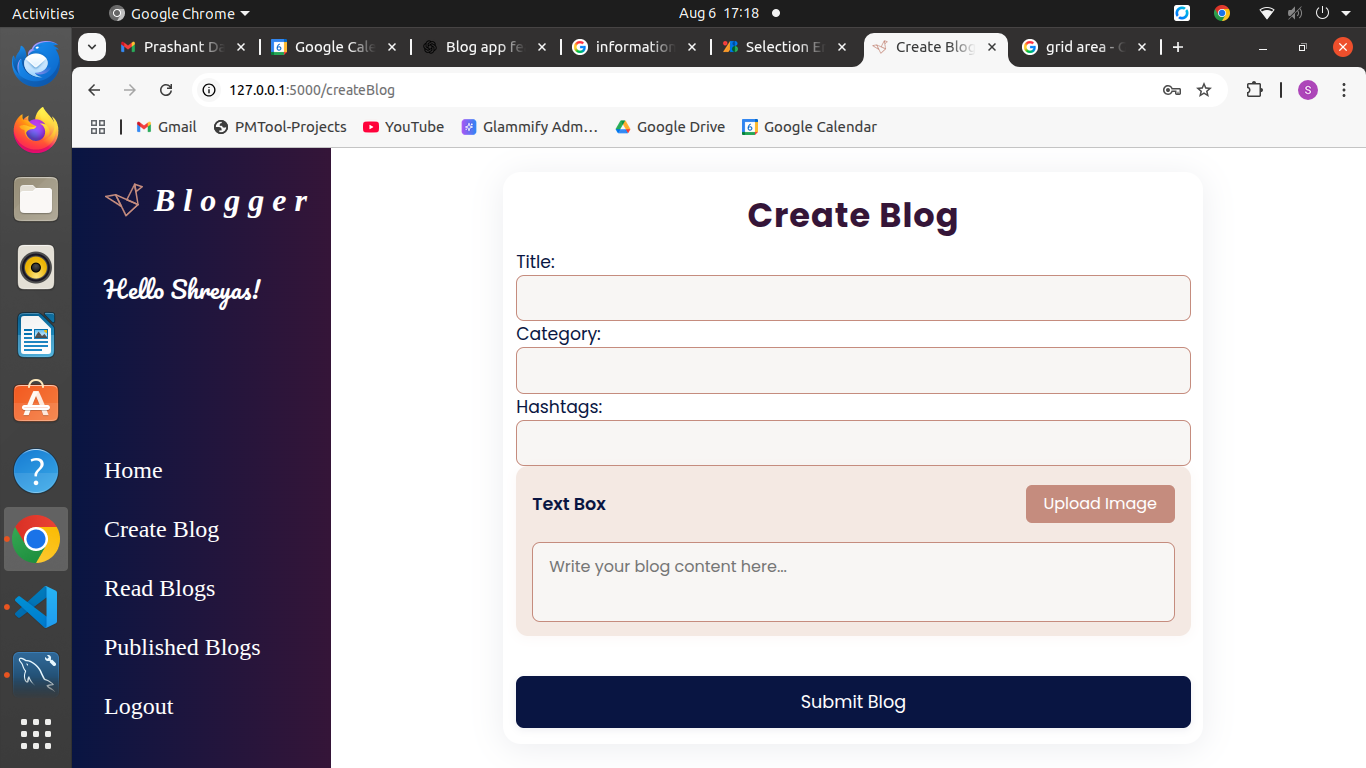 Activities
Google Chrome
Aug 6 17:18
Prashant Da
Google Cale
Blog app fe
information
Selection E
Create Blog
grid area - C
127.0.0.1:5000/createBlog
S
Gmail
PMTool-Projects
YouTube
Glammify Adm...
Google Drive
6
Google Calendar
Blogger
Hello Shreyas!
Home
Create Blog
Read Blogs
Published Blogs
Logout
Create Blog
Title:
Category:
Hashtags:
Text Box
Upload Image
Write your blog content here...
Submit Blog